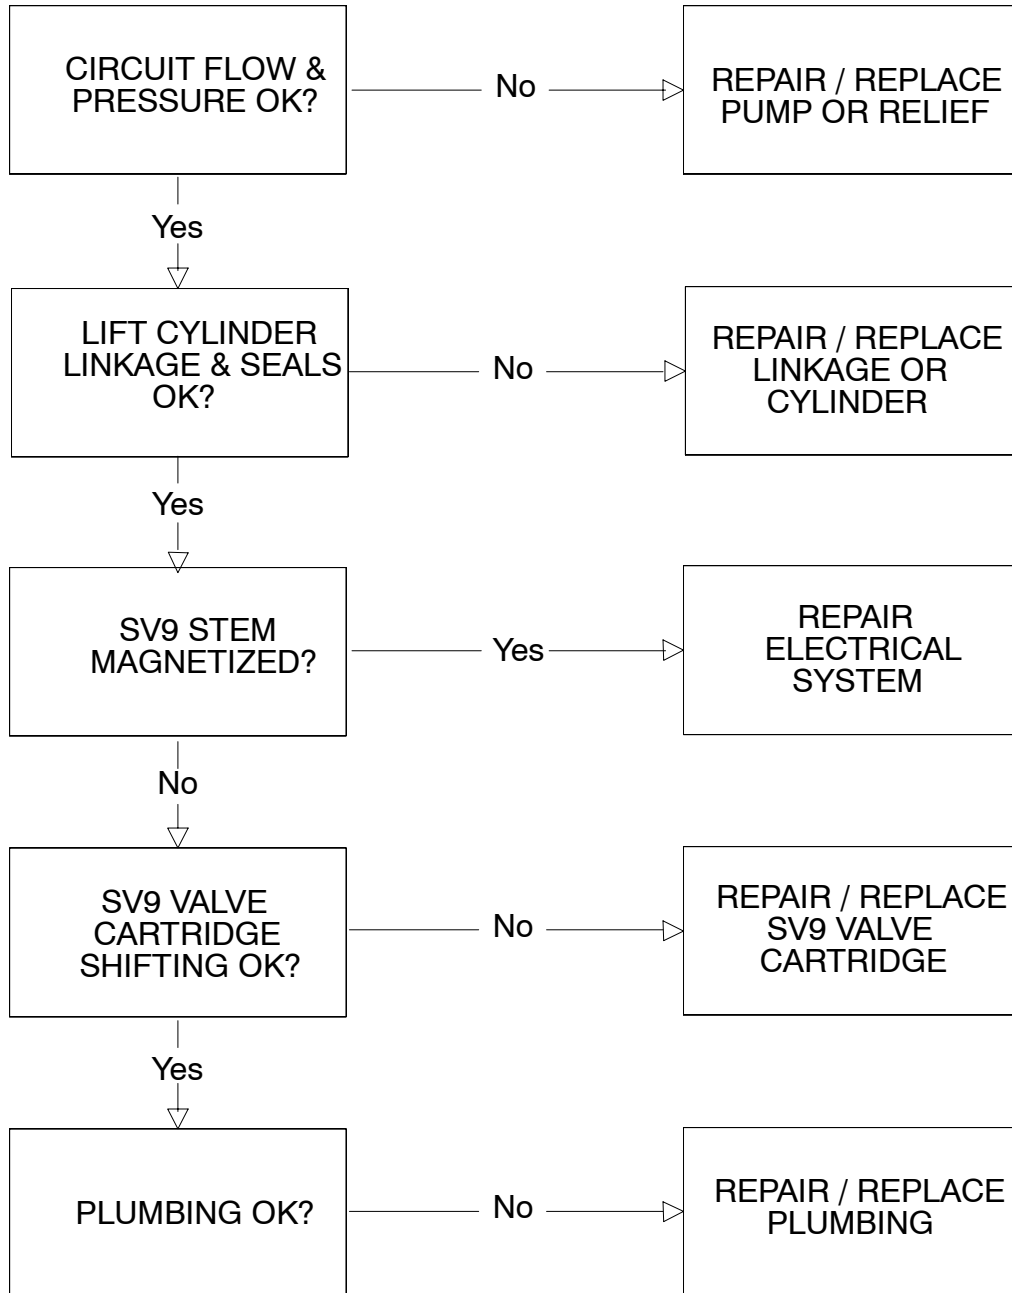 CIRCUIT FLOW &
PRESSURE OK?
No
REPAIR / REPLACE
PUMP OR RELIEF
Yes
LIFT CYLINDER
LINKAGE & SEALS
OK?
No
REPAIR / REPLACE
LINKAGE OR
CYLINDER
Yes
SV9 STEM
MAGNETIZED?
Yes
REPAIR
ELECTRICAL
SYSTEM
No
SV9 VALVE
CARTRIDGE
SHIFTING OK?
No
REPAIR / REPLACE
SV9 VALVE
CARTRIDGE
Yes
PLUMBING OK?
No
REPAIR / REPLACE
PLUMBING